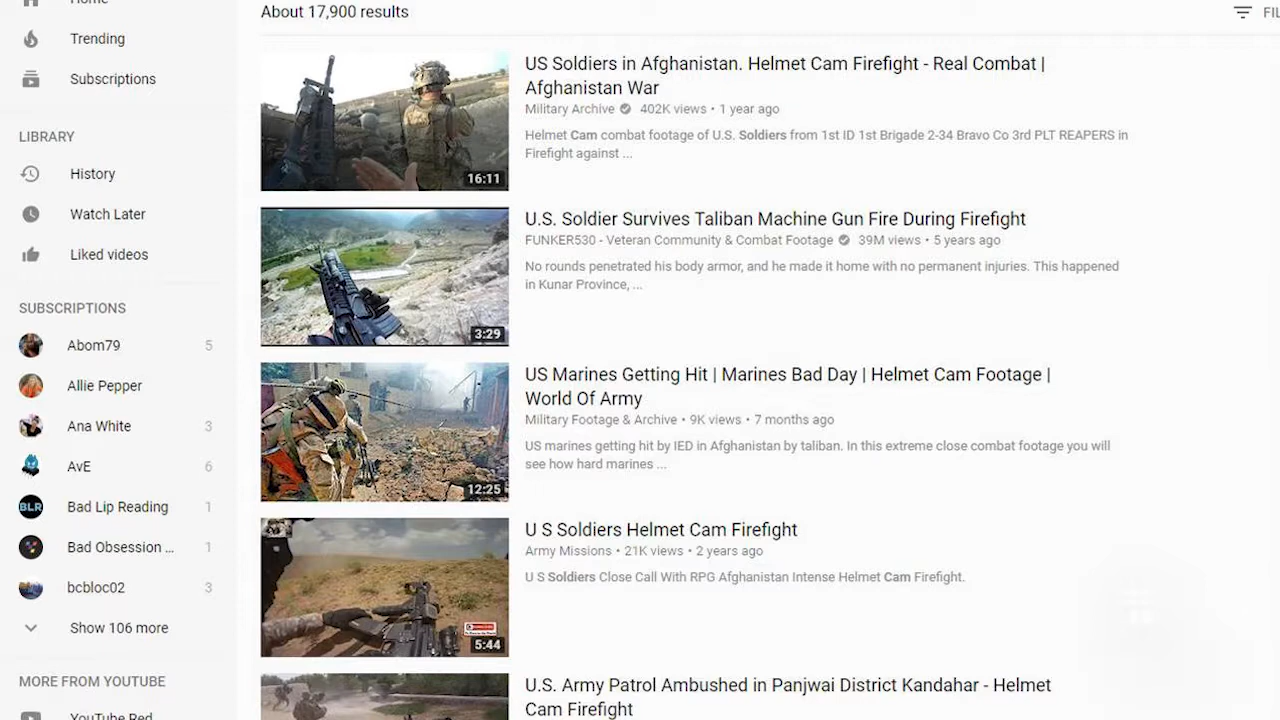 Home
Trending
Subscriptions
LIBRARY
History
Watch Later
Liked videos
SUBSCRIPTIONS
Abom79 5
Allie Pepper
Ana White 3
AvE 6
BLR Bad Lip Reading 1
Bad Obsession ... 1
bcbloc02 3
Show 106 more
MORE FROM YOUTUBE
YouTube Red
About 17,900 results
FIL
US Soldiers in Afghanistan. Helmet Cam Firefight - Real Combat |
Afghanistan War
Military Archive 402K views • 1 year ago
Helmet Cam combat footage of U.S. Soldiers from 1st ID 1st Brigade 2-34 Bravo Co 3rd PLT REAPERS in
Firefight against ...
16:11
U.S. Soldier Survives Taliban Machine Gun Fire During Firefight
FUNKER530 - Veteran Community & Combat Footage 39M views • 5 years ago
No rounds penetrated his body armor, and he made it home with no permanent injuries. This happened
in Kunar Province, ...
3:29
US Marines Getting Hit | Marines Bad Day | Helmet Cam Footage |
World Of Army
Military Footage & Archive • 9K views • 7 months ago
US marines getting hit by IED in Afghanistan by taliban. In this extreme close combat footage you will
see how hard marines ...
12:25
U S Soldiers Helmet Cam Firefight
Army Missions • 21K views • 2 years ago
U S Soldiers Close Call With RPG Afghanistan Intense Helmet Cam Firefight.
5:44
U.S. Army Patrol Ambushed in Panjwai District Kandahar - Helmet
Cam Firefight